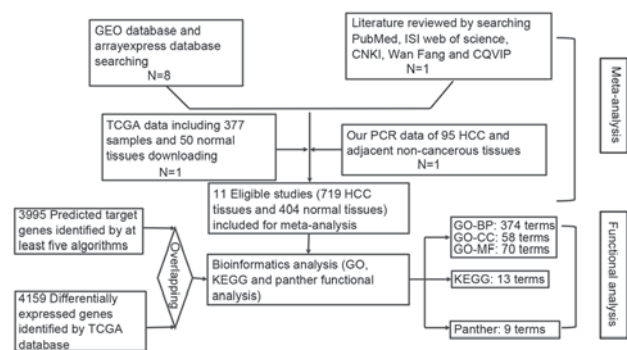 GEO database and
arrayexpress database
searching
N=8
Literature reviewed by searching
PubMed, ISI web of science,
CNKI, Wan Fang and CQVIP
N=1
Meta-analysis
TCGA data including 377
samples and 50 normal
tissues downloading
N=1
Our PCR data of 95 HCC and
adjacent non-cancerous tissues
N=1
11 Eligible studies (719 HCC
tissues and 404 normal tissues)
included for meta-analysis
3995 Predicted target
genes identified by at
least five algorithms
Overlapping
4159 Differentially
expressed genes
identified by TCGA
database
Bioinformatics analysis (GO,
KEGG and panther functional
analysis)
GO-BP: 374 terms
GO-CC: 58 terms
GO-MF: 70 terms
KEGG: 13 terms
Panther: 9 terms
Functional analysis